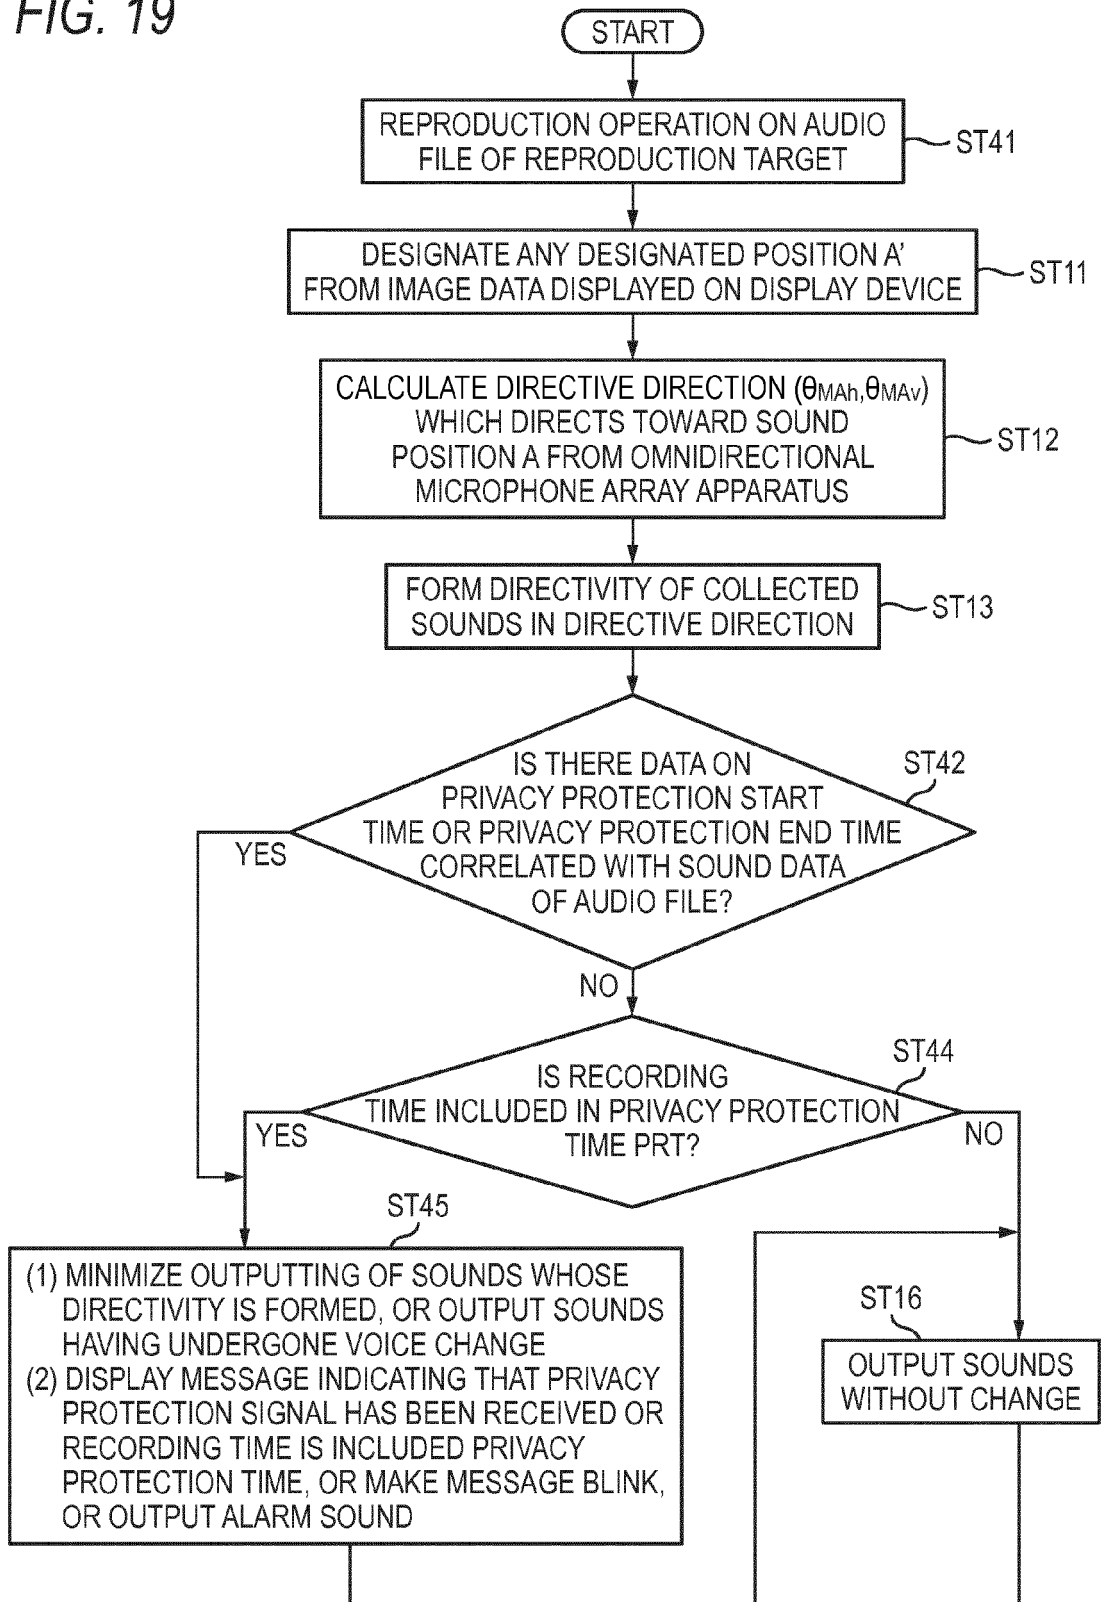 FIG. 19
START
REPRODUCTION OPERATION ON AUDIO
FILE OF REPRODUCTION TARGET
ST41
DESIGNATE ANY DESIGNATED POSITION A'
FROM IMAGE DATA DISPLAYED ON DISPLAY DEVICE
ST11
CALCULATE DIRECTIVE DIRECTION (θMAh,θMAv)
WHICH DIRECTS TOWARD SOUND
POSITION A FROM OMNIDIRECTIONAL
MICROPHONE ARRAY APPARATUS
ST12
FORM DIRECTIVITY OF COLLECTED
SOUNDS IN DIRECTIVE DIRECTION
ST13
IS THERE DATA ON
PRIVACY PROTECTION START
TIME OR PRIVACY PROTECTION END TIME
CORRELATED WITH SOUND DATA
OF AUDIO FILE?
ST42
YES
NO
IS RECORDING
TIME INCLUDED IN PRIVACY PROTECTION
TIME PRT?
ST44
YES
NO
ST45
(1) MINIMIZE OUTPUTTING OF SOUNDS WHOSE
DIRECTIVITY IS FORMED, OR OUTPUT SOUNDS
HAVING UNDERGONE VOICE CHANGE
(2) DISPLAY MESSAGE INDICATING THAT PRIVACY
PROTECTION SIGNAL HAS BEEN RECEIVED OR
RECORDING TIME IS INCLUDED PRIVACY
PROTECTION TIME, OR MAKE MESSAGE BLINK,
OR OUTPUT ALARM SOUND
ST16
OUTPUT SOUNDS
WITHOUT CHANGE